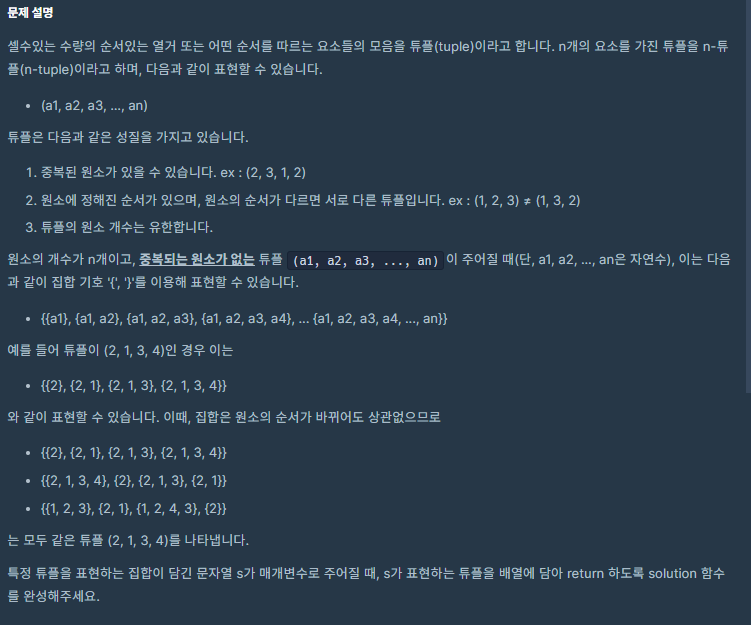 문제 설명
셀수있는 수량의 순서있는 열거 또는 어떤 순서를 따르는 요소들의 모음을 튜플(tuple)이라고 합니다. n개의 요소를 가진 튜플을 n-튜
플(n-tuple)이라고 하며, 다음과 같이 표현할 수 있습니다.
• (a1, a2, a3, ..., an)
튜플은 다음과 같은 성질을 가지고 있습니다.
1. 중복된 원소가 있을 수 있습니다. ex : (2, 3, 1, 2)
2. 원소에 정해진 순서가 있으며, 원소의 순서가 다르면 서로 다른 튜플입니다. ex : (1, 2, 3) ≠ (1, 3, 2)
3. 튜플의 원소 개수는 유한합니다.
원소의 개수가 n개이고, 중복되는 원소가 없는 튜플 (a1, a2, a3, ..., an) 이 주어질 때(단, a1, a2, ..., an은 자연수), 이는 다음
과 같이 집합 기호 '{', '}'를 이용해 표현할 수 있습니다.
• {{a1}, {a1, a2}, {a1, a2, a3}, {a1, a2, a3, a4}, ... {a1, a2, a3, a4, ..., an}}
예를 들어 튜플이 (2, 1, 3, 4)인 경우 이는
• {{2}, {2, 1}, {2, 1, 3}, {2, 1, 3, 4}}
와 같이 표현할 수 있습니다. 이때, 집합은 원소의 순서가 바뀌어도 상관없으므로
• {{2}, {2, 1}, {2, 1, 3}, {2, 1, 3, 4}}
• {{2, 1, 3, 4}, {2}, {2, 1, 3}, {2, 1}}
• {{1, 2, 3}, {2, 1}, {1, 2, 4, 3}, {2}}
는 모두 같은 튜플 (2, 1, 3, 4)를 나타냅니다.
특정 튜플을 표현하는 집합이 담긴 문자열 s가 매개변수로 주어질 때, s가 표현하는 튜플을 배열에 담아 return 하도록 solution 함수
를 완성해주세요.